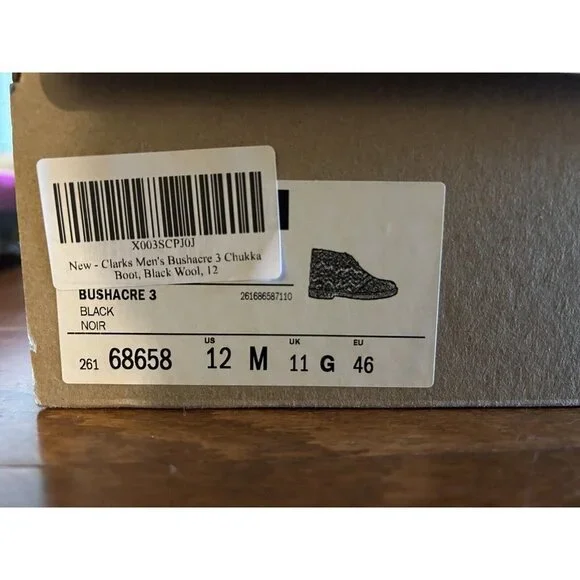 X003SCPJ0J
New - Clarks Men's Bushacre 3 Chukka
Boot, Black Wool, 12
BUSHACRE 3 261686587110
BLACK
NOIR
US UK EU
261 68658 12 M 11 G 46